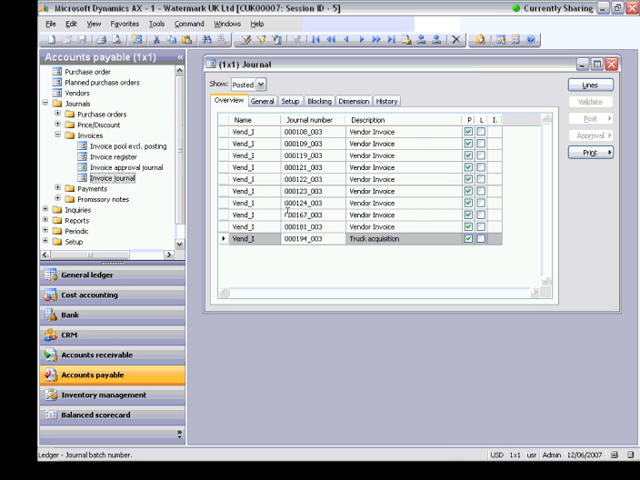 Microsoft Dynamics AX - 1 - Watermark UK Ltd [CUK00007: Session ID - 5]
Currently Sharing
File Edit View Favorites Tools Command Windows Help
Accounts payable (1x1) «
Purchase order
Planned purchase orders
Vendors
Journals
Purchase orders
Price/Discount
Invoices
Invoice pool excl. posting
Invoice register
Invoice approval journal
Invoice journal
Payments
Promissory notes
Inquiries
Reports
Periodic
Setup
General ledger
Cost accounting
Bank
CRM
Accounts receivable
Accounts payable
Inventory management
Balanced scorecard
»
(1x1) Journal
Show: Posted
Overview General Setup Blocking Dimension History
Name Journal number Description P L I.
Vend_I 000108_003 Vendor Invoice
Vend_I 000109_003 Vendor Invoice
Vend_I 000119_003 Vendor Invoice
Vend_I 000121_003 Vendor Invoice
Vend_I 000122_003 Vendor Invoice
Vend_I 000123_003 Vendor Invoice
Vend_I 000124_003 Vendor Invoice
Vend_I 000167_003 Vendor Invoice
Vend_I 000181_003 Vendor Invoice
Vend_I 000194_003 Truck acquisition
Lines
Validate
Post
Approval
Print
Ledger - Journal batch number.
USD 1x1 usr Admin 12/06/2007